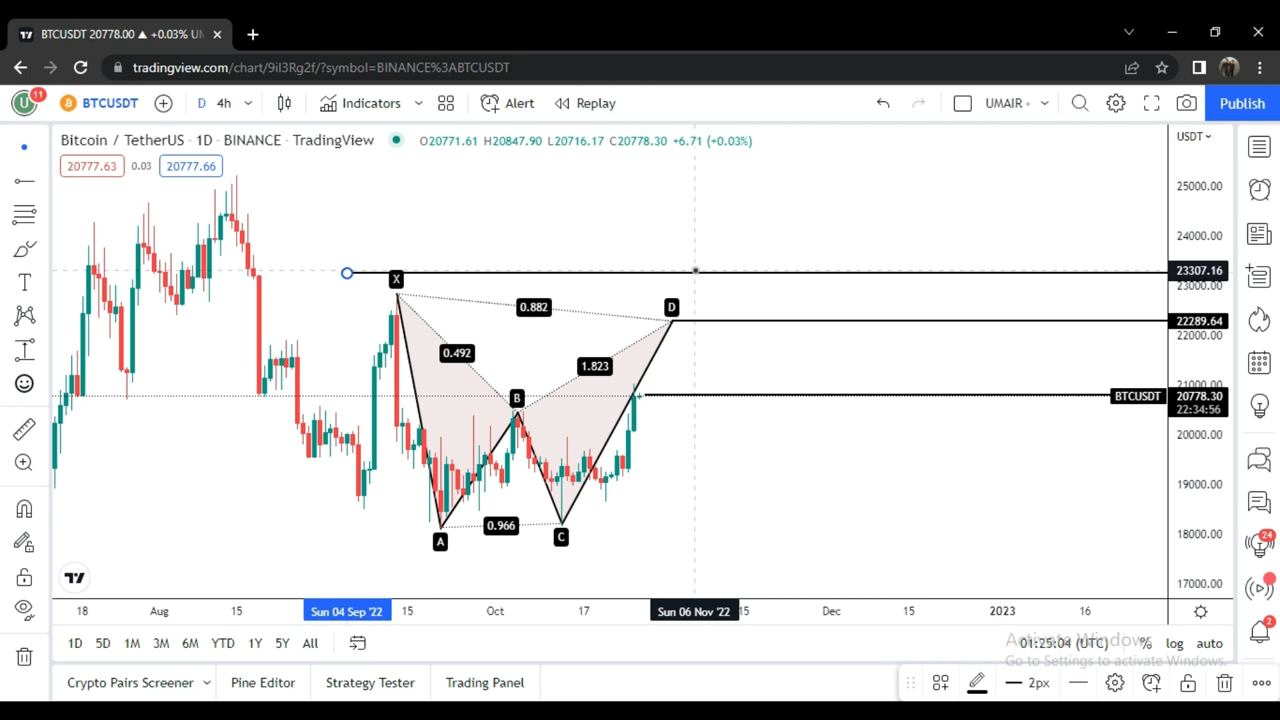 BTCUSDT 20778.00 ▲ +0.03% UN
tradingview.com/chart/9il3Rg2f/?symbol=BINANCE%3ABTCUSDT
11
U
BTCUSDT
D 4h
Indicators
Alert
Replay
UMAIR
Publish
Bitcoin / TetherUS · 1D · BINANCE · TradingView
O20771.61 H20847.90 L20716.17 C20778.30 +6.71 (+0.03%)
USDT
20777.63 0.03 20777.66
25000.00
24000.00
23307.16
23000.00
22289.64
22000.00
21000.00
BTCUSDT 20778.30
22:34:56
20000.00
19000.00
18000.00
17000.00
X
D
0.882
0.492
1.823
B
0.966
A
C
18 Aug 15 Sun 04 Sep '22 15 Oct 17 Sun 06 Nov '22 15 Dec 15 2023 16
1D 5D 1M 3M 6M YTD 1Y 5Y All
01:25:04 (UTC) % log auto
Activate Windows
Go to Settings to activate Windows.
Crypto Pairs Screener Pine Editor Strategy Tester Trading Panel
2px
24
2